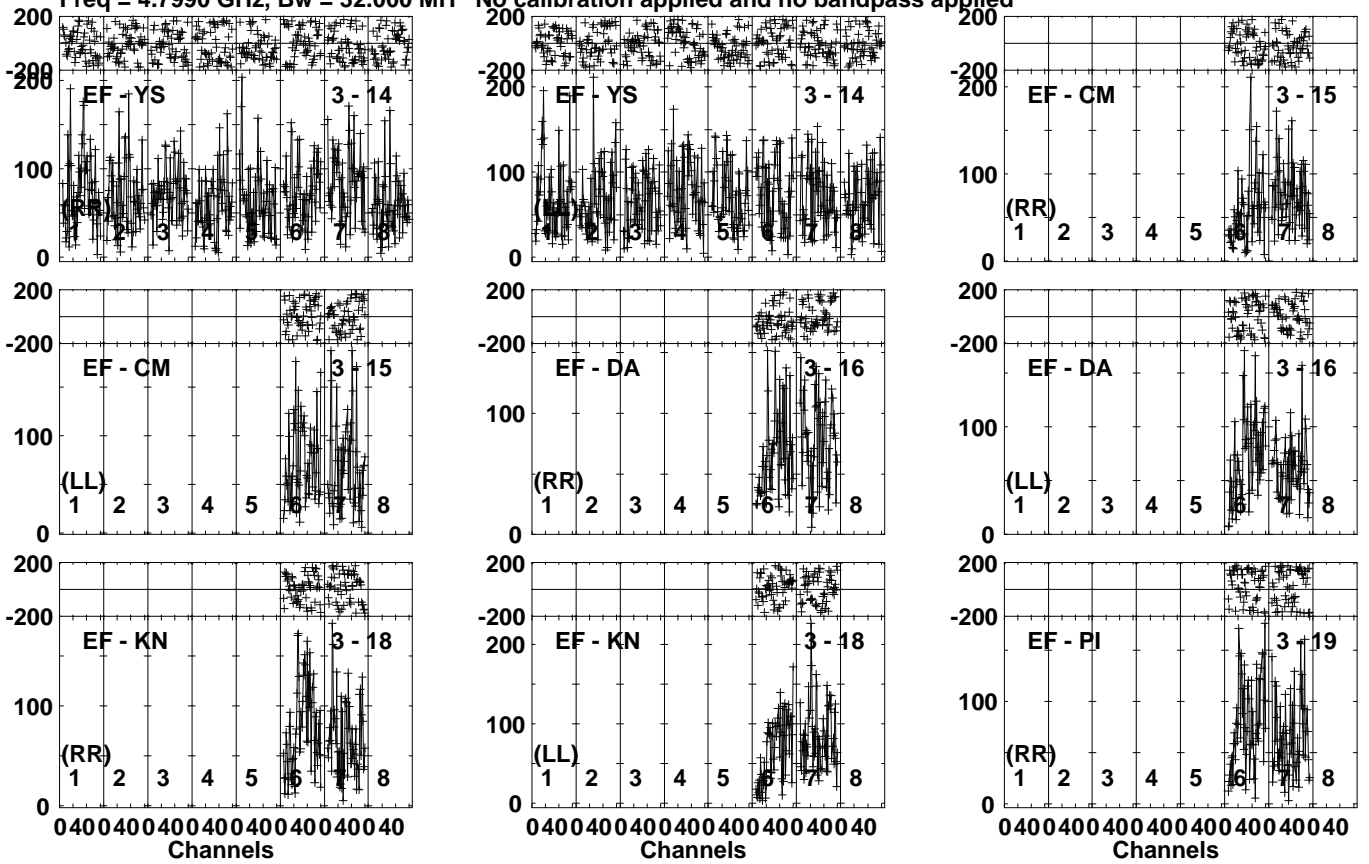 Freq = 4.7990 GHz, Bw = 32.000 MH No calibration applied and no bandpass applied
200
-200
200
100
0
EF - YS 3 - 14
(RR)
1 2 3 4 5 6 7 8
200
-200
200
100
0
EF - YS 3 - 14
(LL)
1 2 3 4 5 6 7 8
200
-200
200
100
0
EF - CM 3 - 15
(RR)
1 2 3 4 5 6 7 8
200
-200
100
0
EF - CM 3 - 15
(LL)
1 2 3 4 5 6 7 8
200
-200
100
0
EF - DA 3 - 16
(RR)
1 2 3 4 5 6 7 8
200
-200
100
0
EF - DA 3 - 16
(LL)
1 2 3 4 5 6 7 8
200
-200
100
0
EF - KN 3 - 18
(RR)
1 2 3 4 5 6 7 8
0 40 0 40 0 40 0 40 0 40 0 40 0 40 0 40
Channels
200
-200
200
100
0
EF - KN 3 - 18
(LL)
1 2 3 4 5 6 7 8
0 40 0 40 0 40 0 40 0 40 0 40 0 40 0 40
Channels
200
-200
100
0
EF - PI 3 - 19
(RR)
1 2 3 4 5 6 7 8
0 40 0 40 0 40 0 40 0 40 0 40 0 40 0 40
Channels